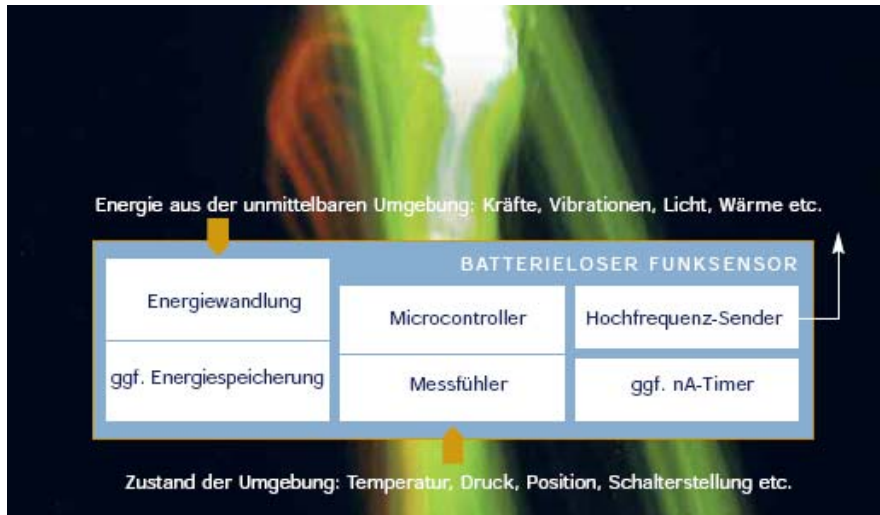 Energie aus der unmittelbaren Umgebung: Kräfte, Vibrationen, Licht, Wärme etc.
BATTERIELOSER FUNKSENSOR
Energiewandlung
ggf. Energiespeicherung
Microcontroller
Messfühler
Hochfrequenz-Sender
ggf. nA-Timer
Zustand der Umgebung: Temperatur, Druck, Position, Schalterstellung etc.